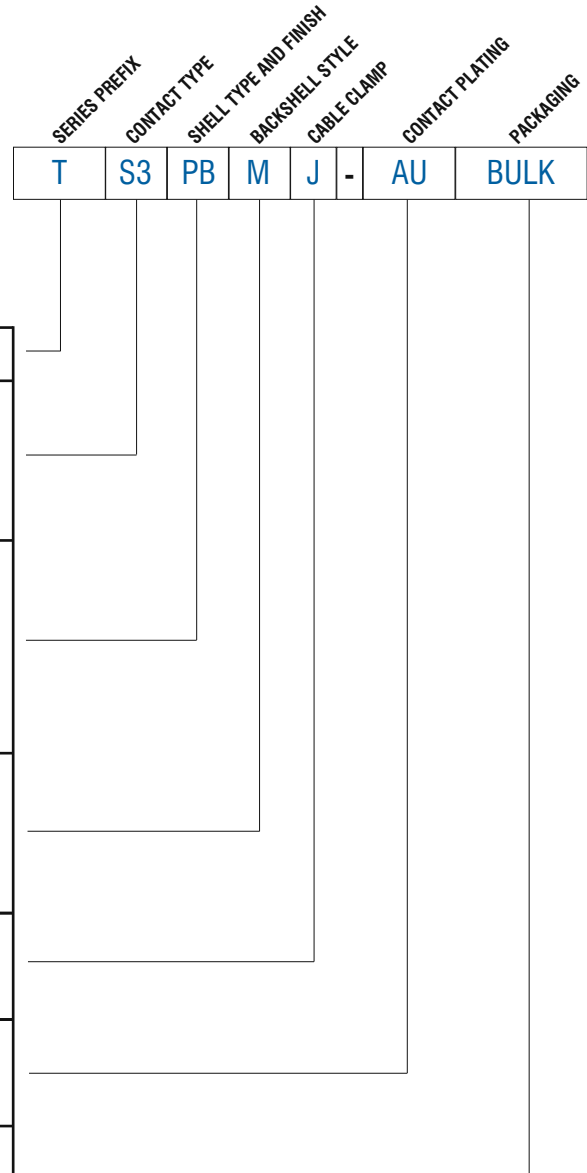 SERIES PREFIX
CONTACT TYPE
SHELL TYPE AND FINISH
BACKSHELL STYLE
CABLE CLAMP
CONTACT PLATING
PACKAGING
T S3 PB M J - AU BULK